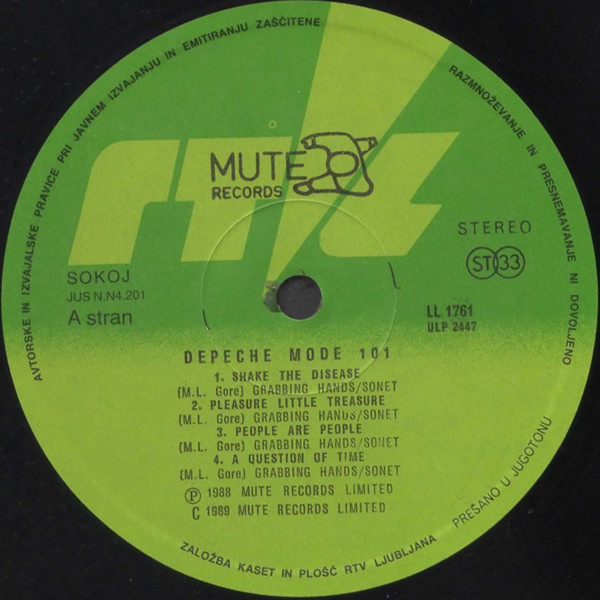 AVTORSKE IN IZVAJALSKE PRAVICE PRI JAVNEM IZVAJANJU IN EMITIRANJU ZAŠČITENE
RAZMNOŽEVANJE IN PRESNEMAVANJE NI DOVOLJENO
rtl
MUTE
RECORDS
STEREO
ST 33
SOKOJ
JUS N.N4.201
A stran
LL 1761
ULP 2447
DEPECHE MODE 101
1. SHAKE THE DISEASE
(M.L. Gore) GRABBING HANDS/SONET
2. PLEASURE LITTLE TREASURE
(M.L. Gore) GRABBING HANDS/SONET
3. PEOPLE ARE PEOPLE
(M.L. Gore) GRABBING HANDS/SONET
4. A QUESTION OF TIME
(M.L. Gore) GRABBING HANDS/SONET
Ⓟ 1988 MUTE RECORDS LIMITED
C 1989 MUTE RECORDS LIMITED
PREŠANO U JUGOTONU
ZALOŽBA KASET IN PLOŠČ RTV LJUBLJANA